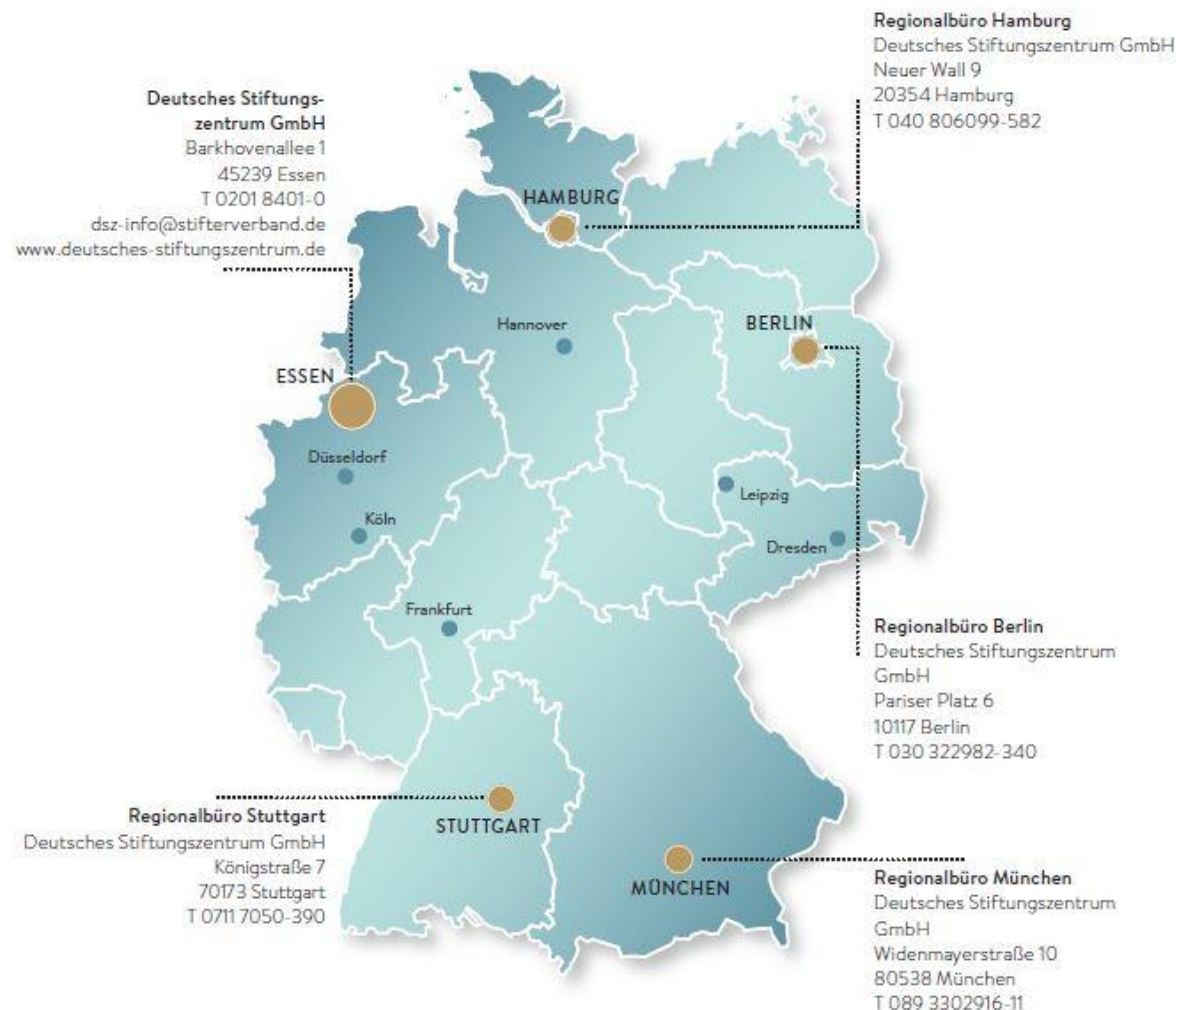 Regionalbüro Hamburg
Deutsches Stiftungszentrum GmbH
Neuer Wall 9
20354 Hamburg
T 040 806099-582
Deutsches Stiftungs-
zentrum GmbH
Barkhovenallee 1
45239 Essen
T 0201 8401-0
dsz-info@stifterverband.de
www.deutsches-stiftungszentrum.de
HAMBURG
Hannover
BERLIN
ESSEN
Düsseldorf
Leipzig
Köln
Dresden
Frankfurt
Regionalbüro Berlin
Deutsches Stiftungszentrum
GmbH
Pariser Platz 6
10117 Berlin
T 030 322982-340
Regionalbüro Stuttgart
Deutsches Stiftungszentrum GmbH
Königstraße 7
70173 Stuttgart
T 0711 7050-390
STUTTGART
MÜNCHEN
Regionalbüro München
Deutsches Stiftungszentrum
GmbH
Widenmayerstraße 10
80538 München
T 089 3302916-11